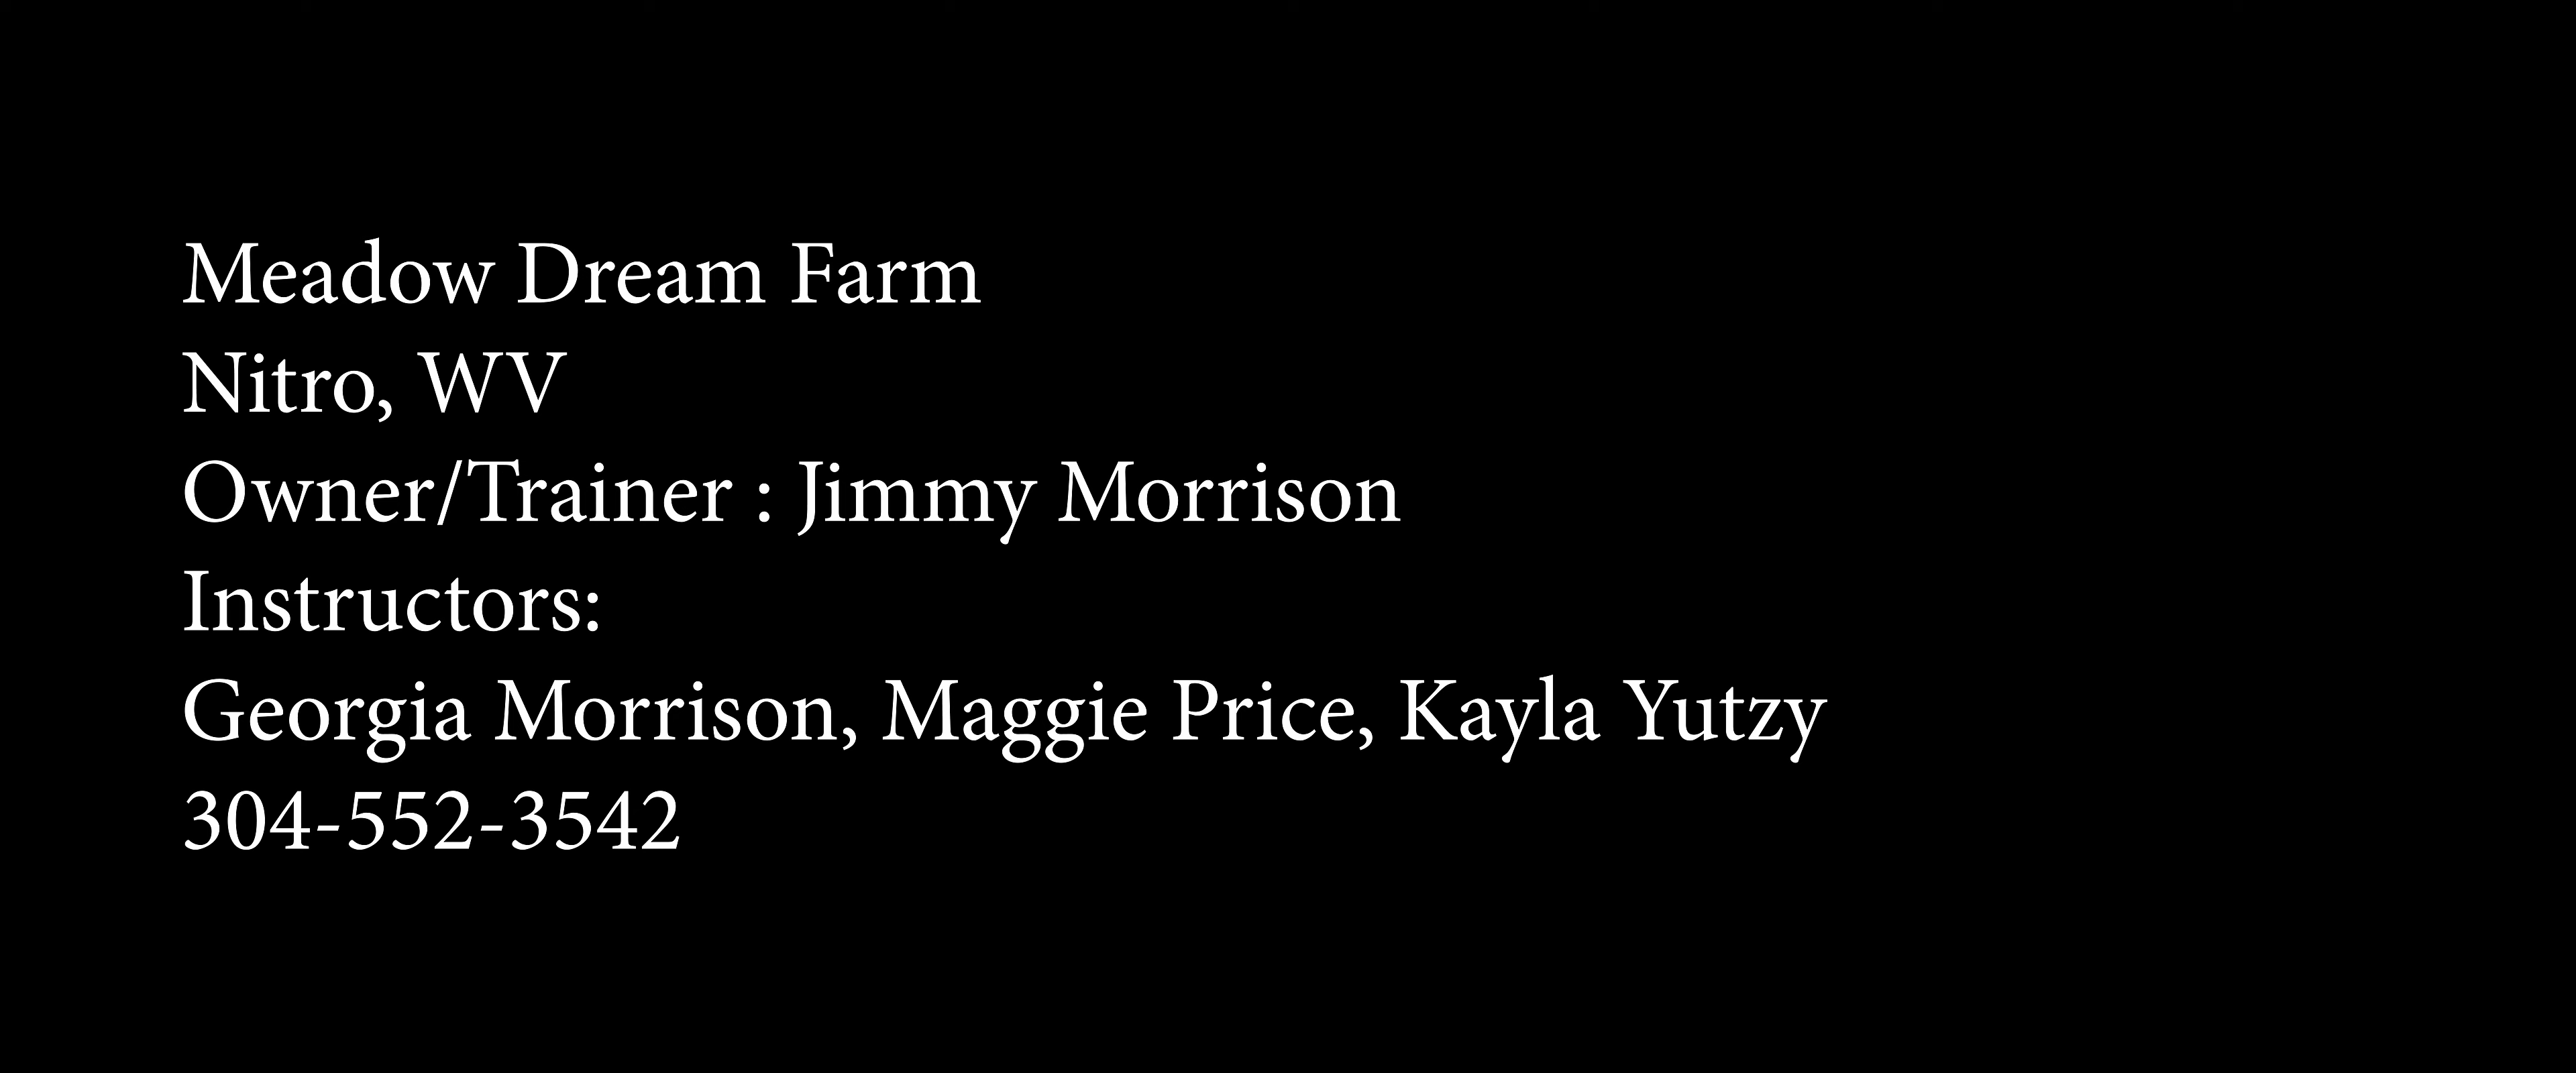 Meadow Dream Farm
Nitro, WV
Owner/Trainer : Jimmy Morrison
Instructors:
Georgia Morrison, Maggie Price, Kayla Yutzy
304-552-3542